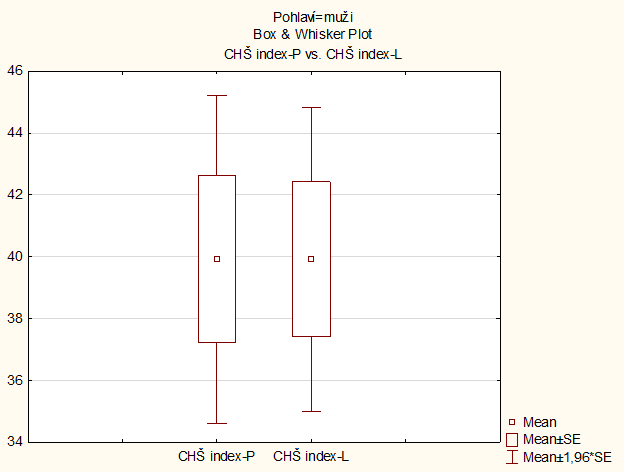 Pohlaví=muži
Box & Whisker Plot
CHŠ index-P vs. CHŠ index-L
46
44
42
40
38
36
34
CHŠ index-P CHŠ index-L
Mean
Mean±SE
Mean±1,96*SE